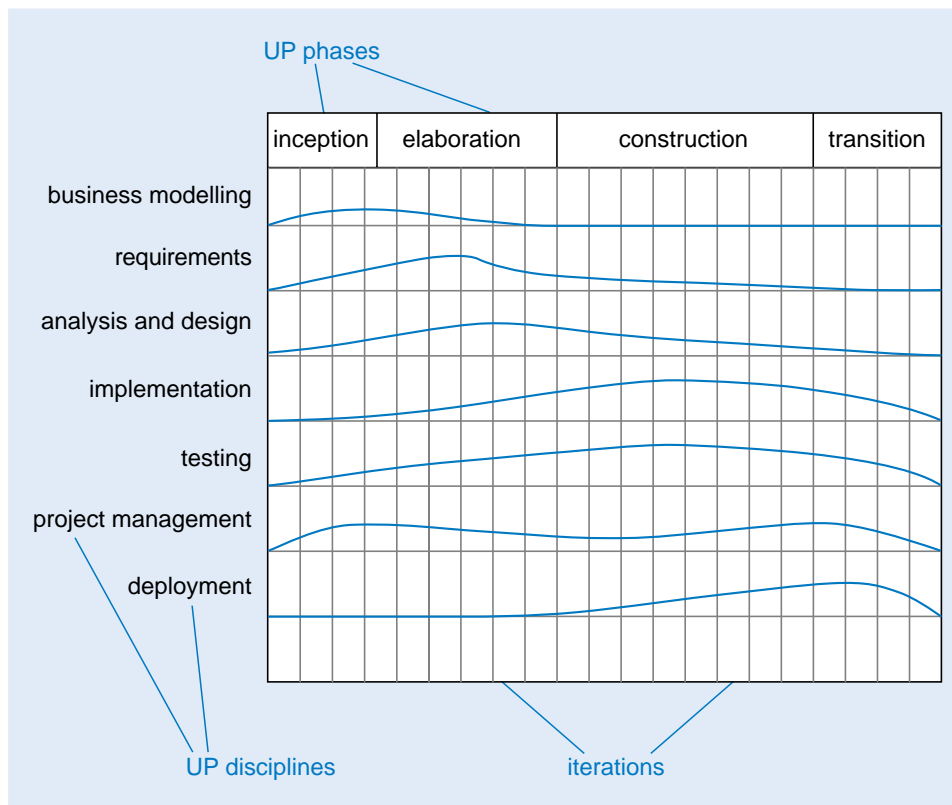 UP phases
inception elaboration construction transition
business modelling
requirements
analysis and design
implementation
testing
project management
deployment
UP disciplines iterations